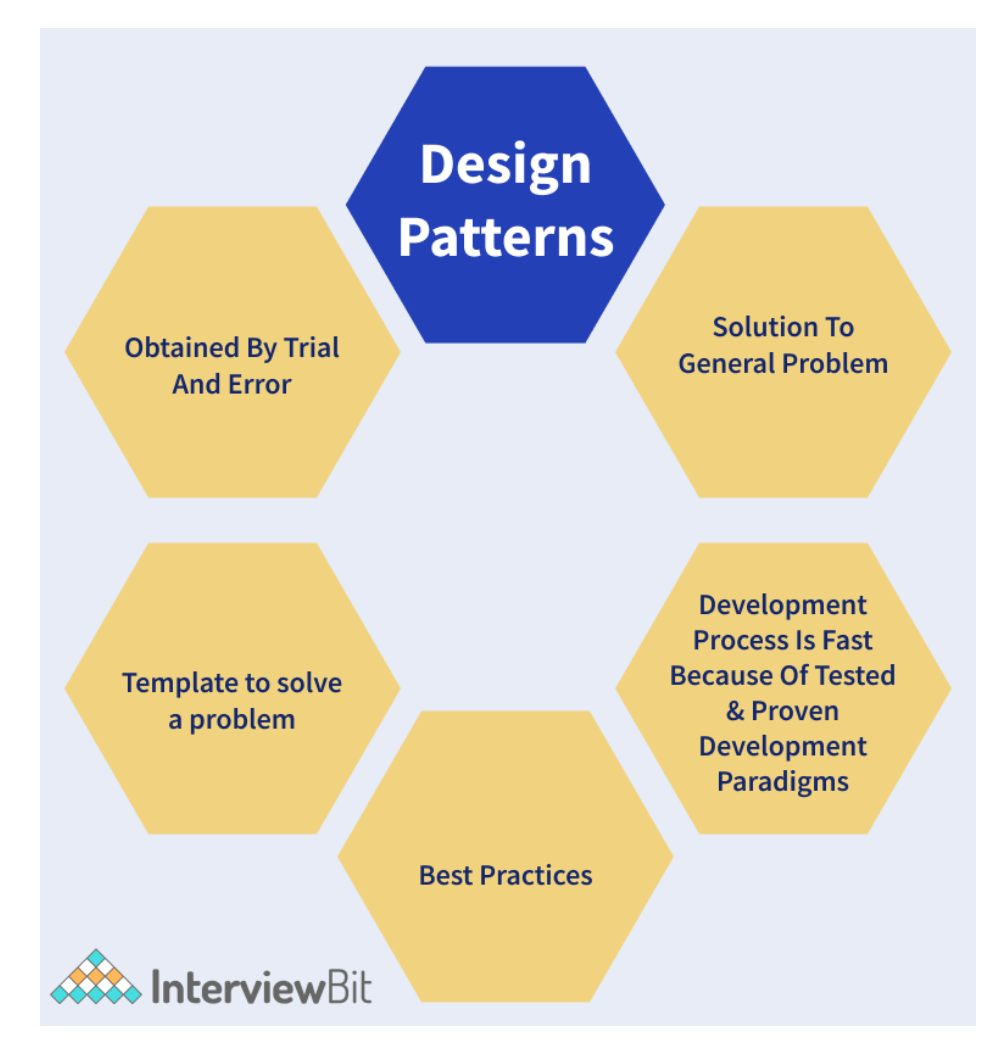 Design
Patterns
Obtained By Trial
And Error
Solution To
General Problem
Template to solve
a problem
Development
Process Is Fast
Because Of Tested
& Proven
Development
Paradigms
Best Practices
InterviewBit